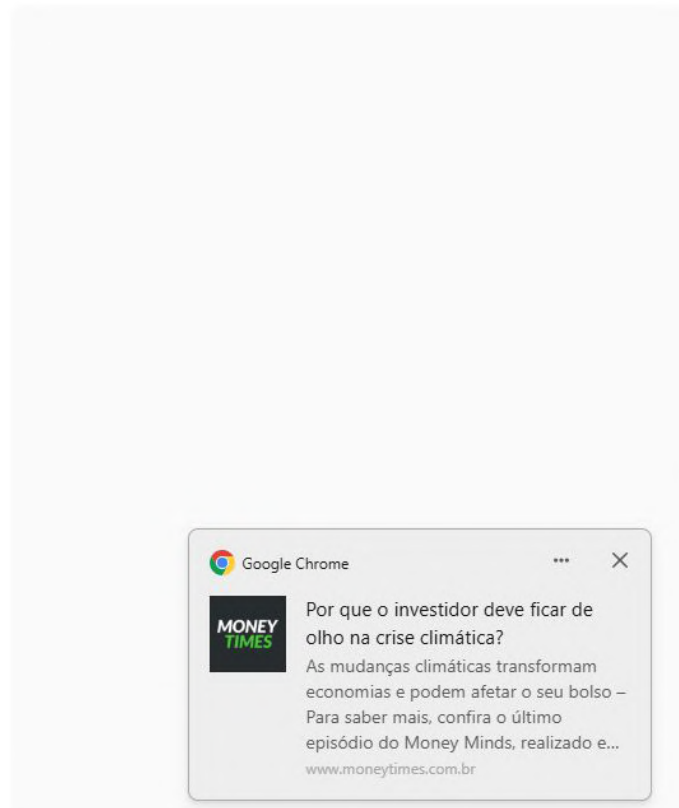 Google Chrome
MONEY
TIMES
Por que o investidor deve ficar de
olho na crise climática?
As mudanças climáticas transformam
economias e podem afetar o seu bolso –
Para saber mais, confira o último
episódio do Money Minds, realizado e...
www.moneytimes.com.br